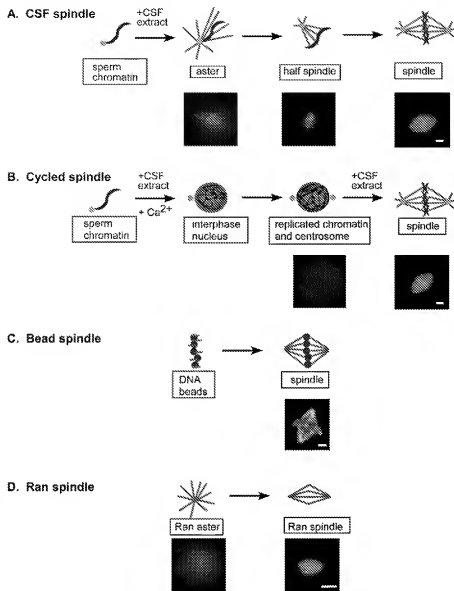 A. CSF spindle
+CSF
extract
sperm
chromatin
aster
half spindle
spindle
B. Cycled spindle
+CSF
extract
+ Ca2+
+CSF
extract
sperm
chromatin
interphase
nucleus
replicated chromatin
and centrosome
spindle
C. Bead spindle
DNA
beads
spindle
D. Ran spindle
Ran aster
Ran spindle